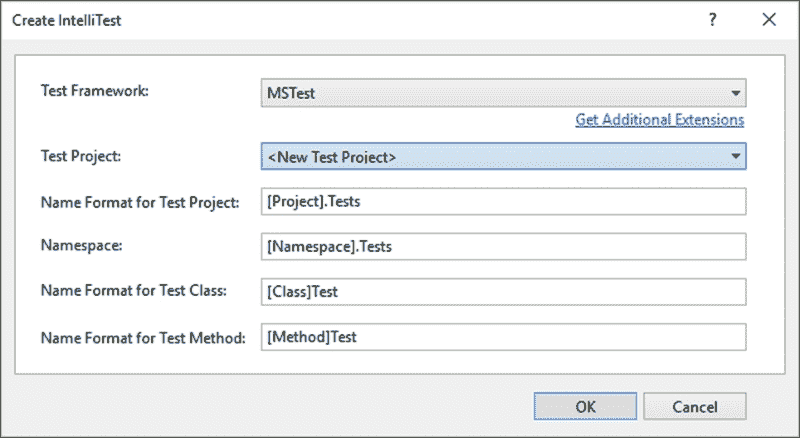 Create IntelliTest ?
Test Framework: MSTest
Get Additional Extensions
Test Project: <New Test Project>
Name Format for Test Project: [Project].Tests
Namespace: [Namespace].Tests
Name Format for Test Class: [Class]Test
Name Format for Test Method: [Method]Test
OK Cancel